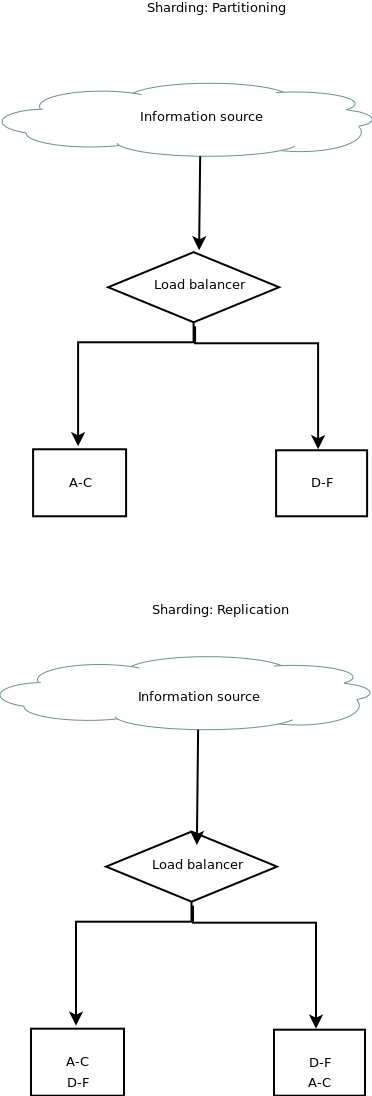 Sharding: Partitioning
Information source
Load balancer
A-C
D-F
Sharding: Replication
Information source
Load balancer
A-C
D-F
D-F
A-C